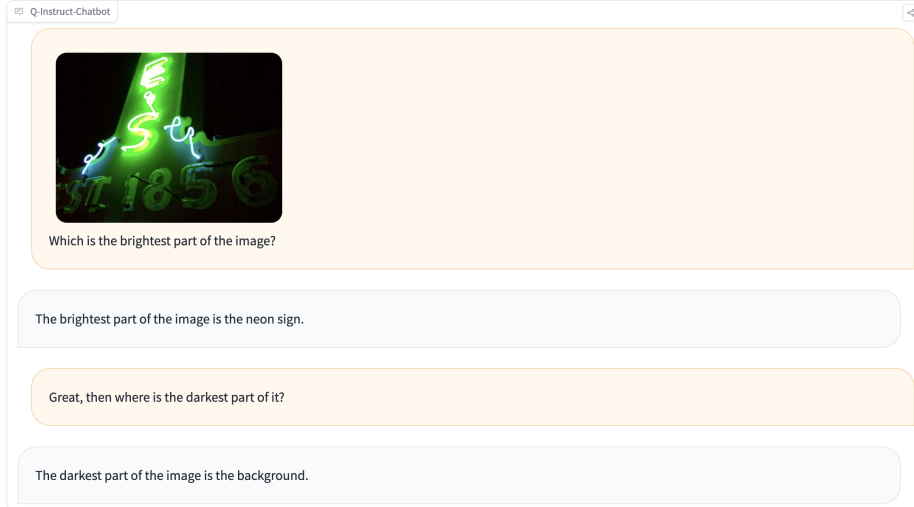 Q-Instruct-Chatbot
E
S
1856
Which is the brightest part of the image?
The brightest part of the image is the neon sign.
Great, then where is the darkest part of it?
The darkest part of the image is the background.